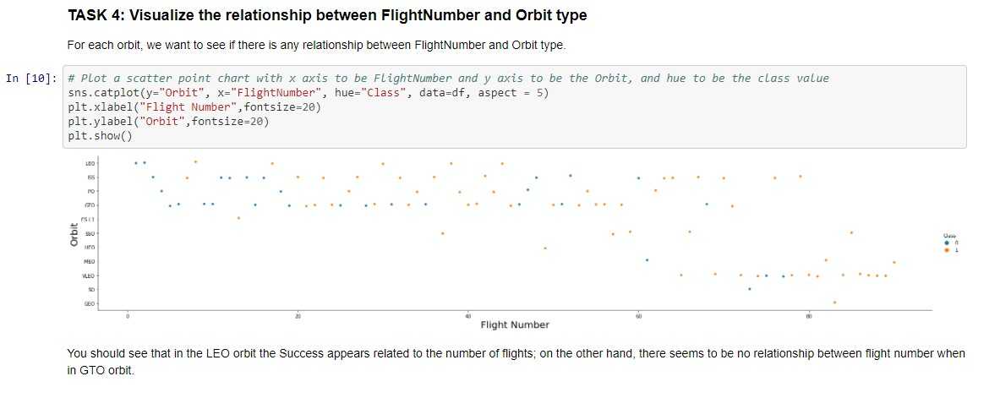 TASK 4: Visualize the relationship between FlightNumber and Orbit type
For each orbit, we want to see if there is any relationship between FlightNumber and Orbit type.
In [10]:
# Plot a scatter point chart with x axis to be FlightNumber and y axis to be the Orbit, and hue to be the class value
sns.catplot(y="Orbit", x="FlightNumber", hue="Class", data=df, aspect = 5)
plt.xlabel("Flight Number",fontsize=20)
plt.ylabel("Orbit",fontsize=20)
plt.show()
LEO
ISS
PO
GTO
ES-L1
SSO
HEO
MEO
VLEO
SO
GEO
Orbit
0 20 40 60 80
Flight Number
Class
0
1
You should see that in the LEO orbit the Success appears related to the number of flights; on the other hand, there seems to be no relationship between flight number when
in GTO orbit.